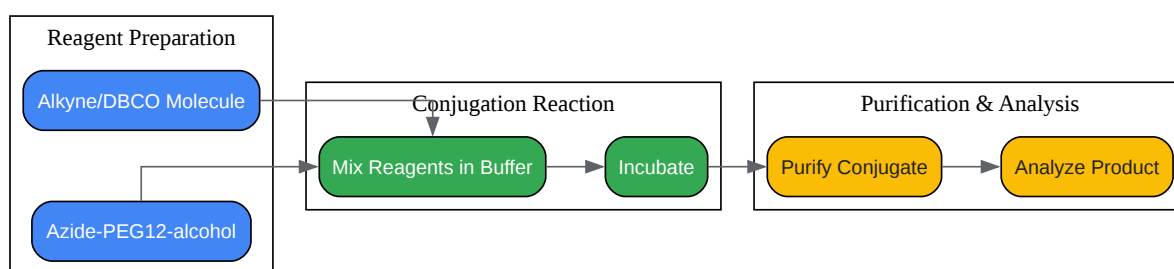 Reagent Preparation
Alkyne/DBCO Molecule
Azide-PEG12-alcohol
Conjugation Reaction
Mix Reagents in Buffer
Incubate
Purification & Analysis
Purify Conjugate
Analyze Product